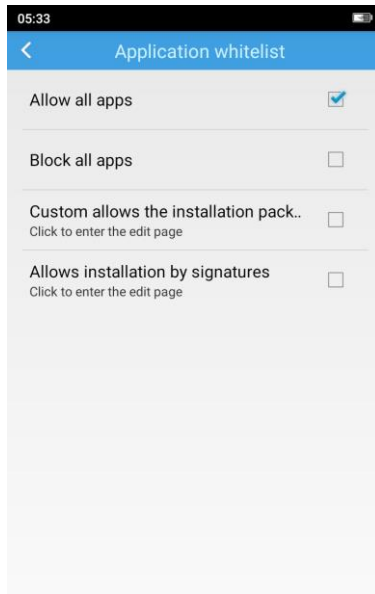 05:33
Application whitelist
Allow all apps
Block all apps
Custom allows the installation pack..
Click to enter the edit page
Allows installation by signatures
Click to enter the edit page